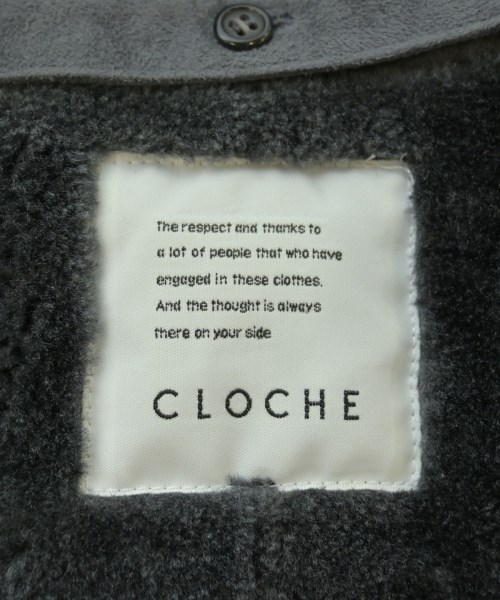 The respect and thanks to
a lot of people that who have
engaged in these clothes.
And the thought is always
there on your side
CLOCHE